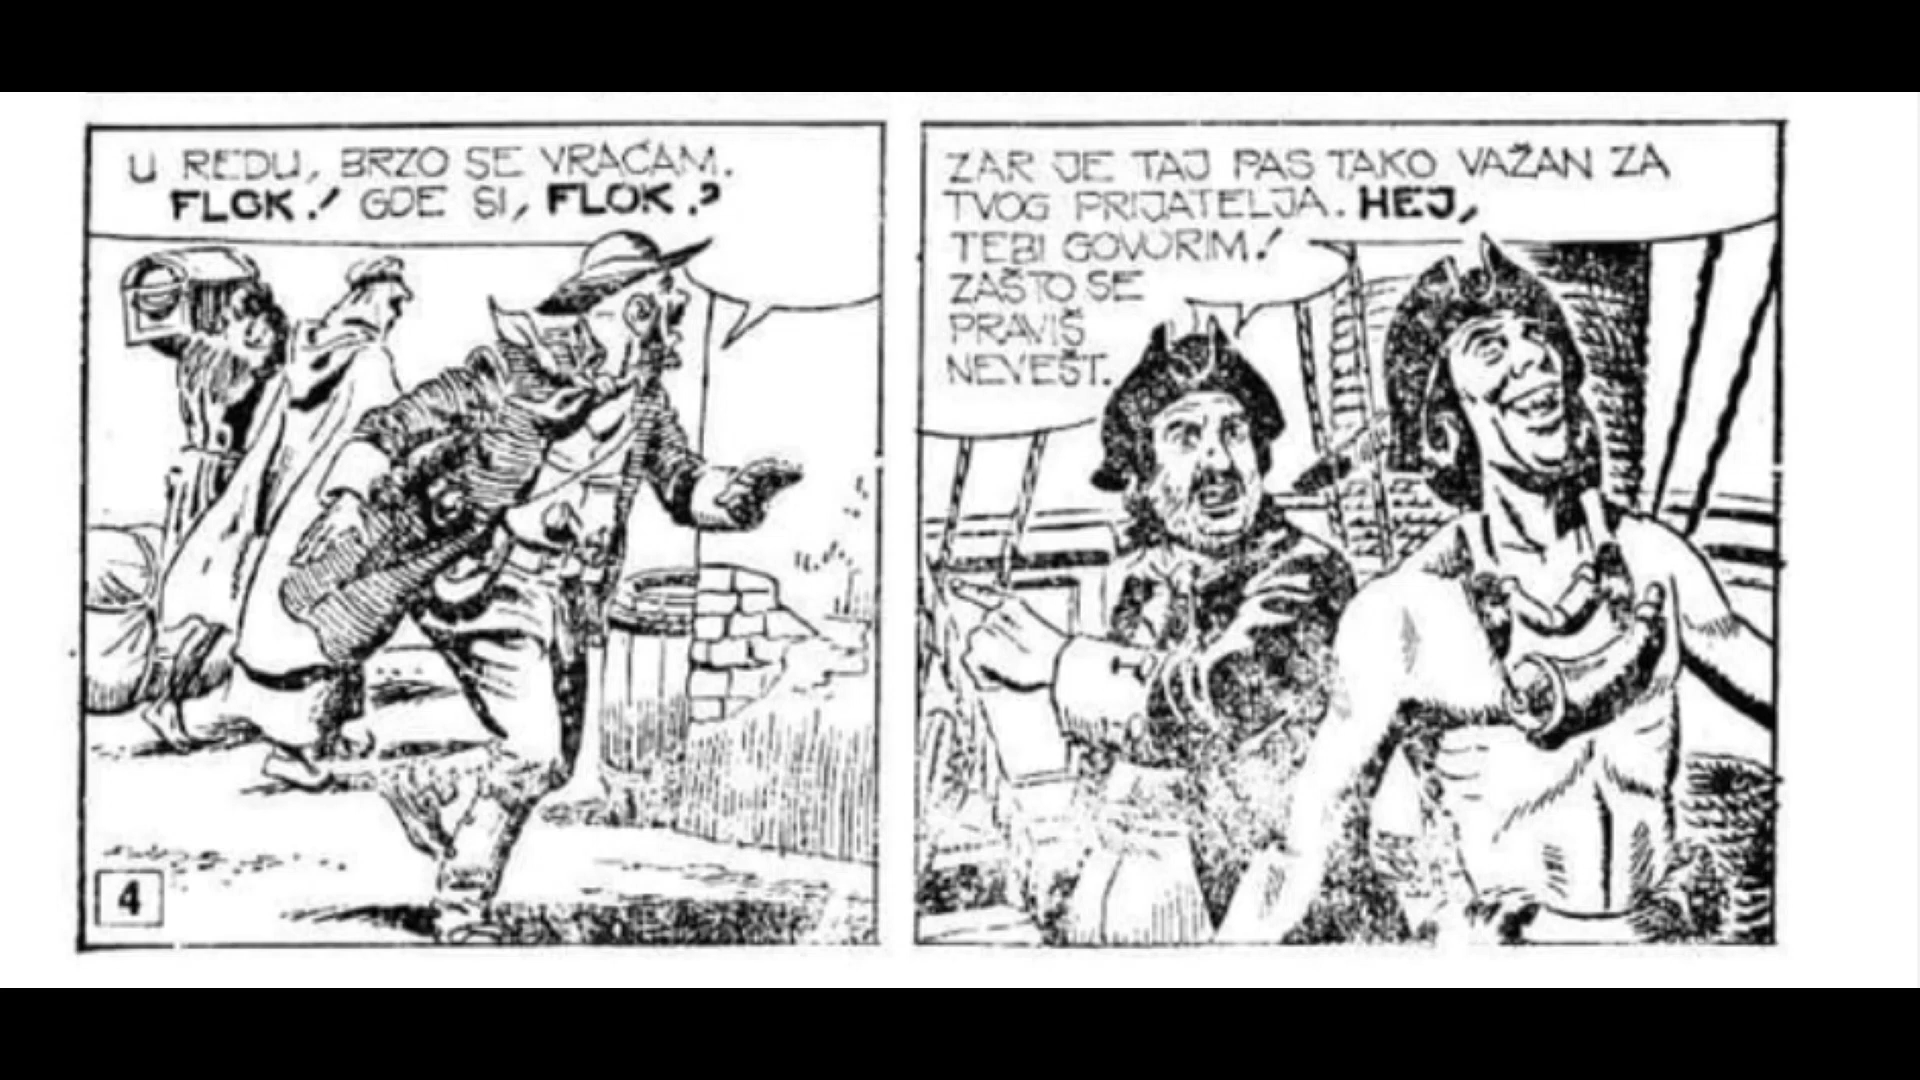 U REDU, BRZO SE VRAĆAM.
FLOK! GDE SI, FLOK?
4
ZAR JE TAJ PAS TAKO VAŽAN ZA
TVOG PRIJATELJA. HEJ,
TEBI GOVORIM!
ZAŠTO SE
PRAVIŠ
NEVEŠT.